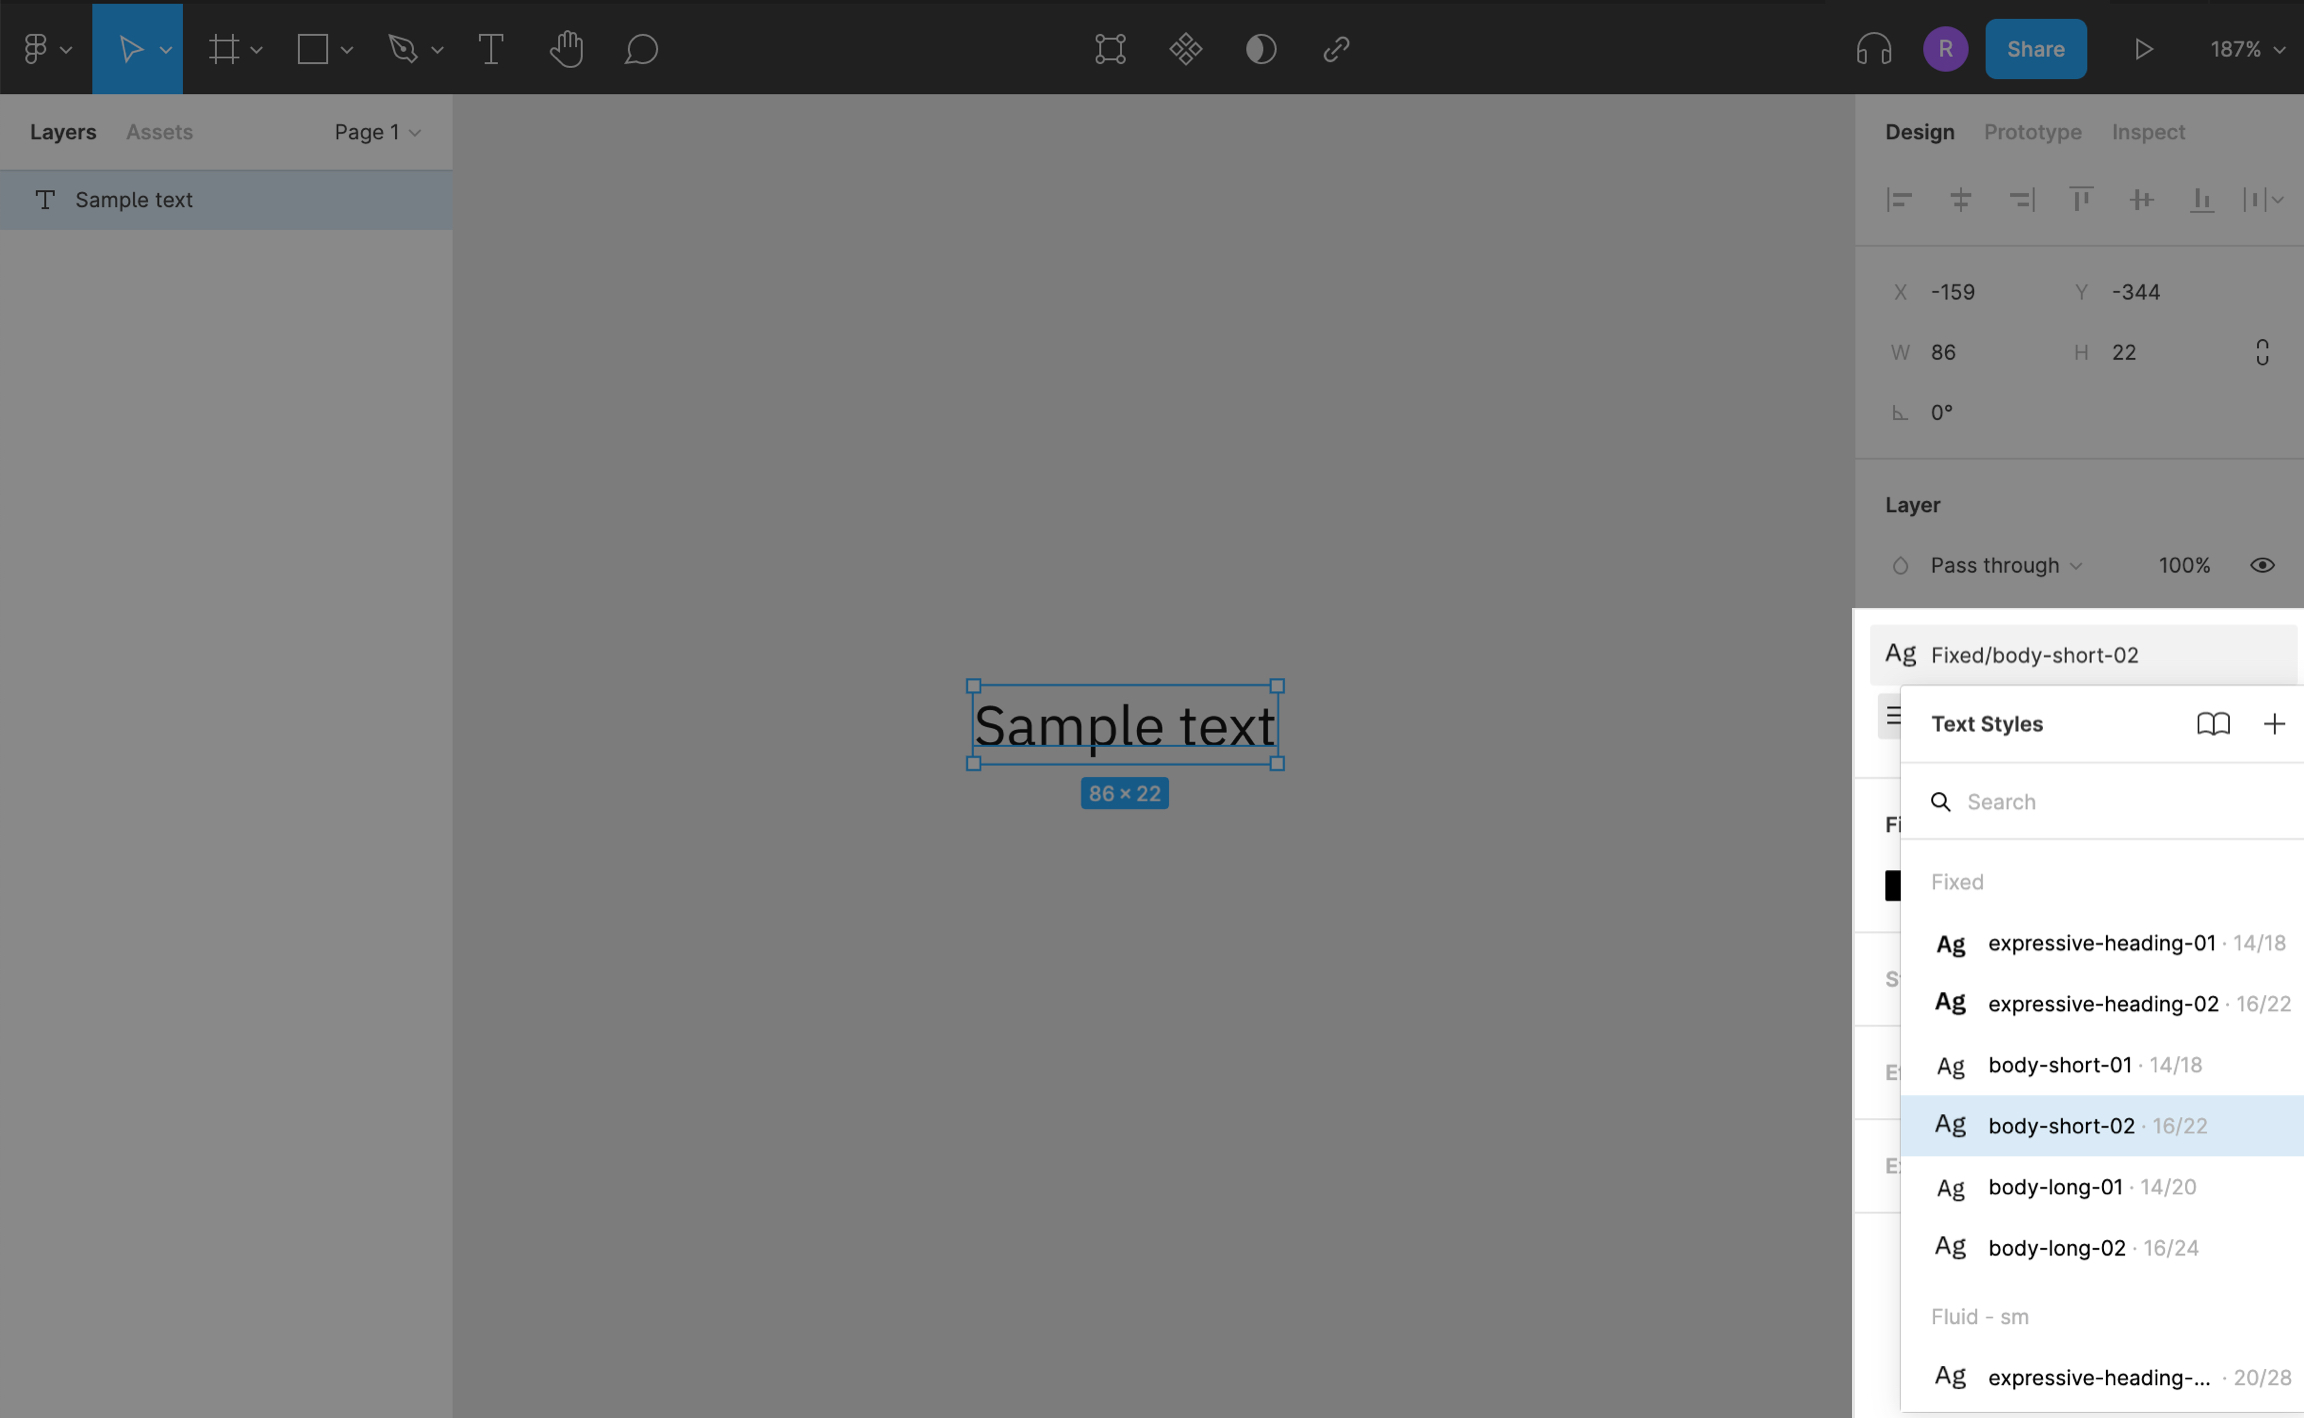 R
Share
187%
Layers
Assets
Page 1
Sample text
Design
Prototype
Inspect
X -159
Y -344
W 86
H 22
0°
Layer
Pass through
100%
Sample text
86 × 22
Ag Fixed/body-short-02
Text Styles
Search
Fi
Fixed
Ag expressive-heading-01 · 14/18
S
Ag expressive-heading-02 · 16/22
Ag body-short-01 · 14/18
Ag body-short-02 · 16/22
Ag body-long-01 · 14/20
Ag body-long-02 · 16/24
Fluid - sm
Ag expressive-heading-... · 20/28